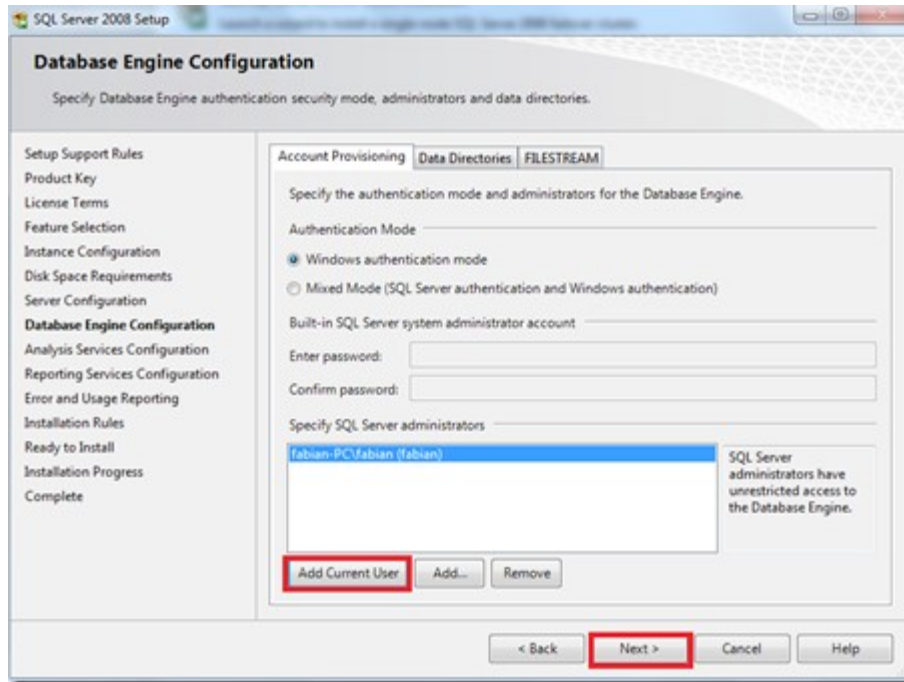 SQL Server 2008 Setup
Database Engine Configuration
Specify Database Engine authentication security mode, administrators and data directories.
Setup Support Rules
Product Key
License Terms
Feature Selection
Instance Configuration
Disk Space Requirements
Server Configuration
Database Engine Configuration
Analysis Services Configuration
Reporting Services Configuration
Error and Usage Reporting
Installation Rules
Ready to Install
Installation Progress
Complete
Account Provisioning Data Directories FILESTREAM
Specify the authentication mode and administrators for the Database Engine.
Authentication Mode
Windows authentication mode
Mixed Mode (SQL Server authentication and Windows authentication)
Built-in SQL Server system administrator account
Enter password:
Confirm password:
Specify SQL Server administrators
fabian-PC\fabian (fabian)
SQL Server
administrators have
unrestricted access to
the Database Engine.
Add Current User Add... Remove
< Back Next > Cancel Help